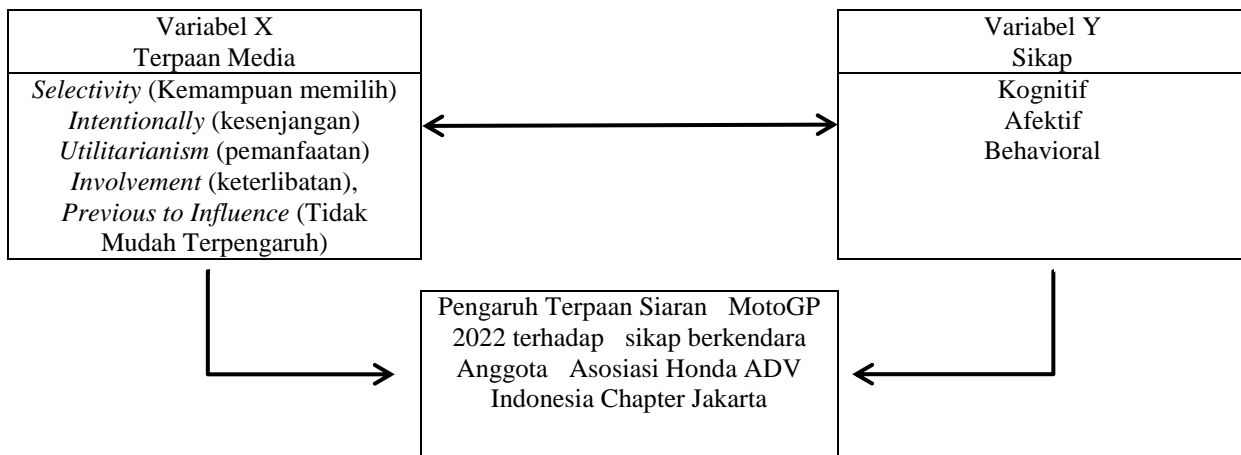 Variabel X
Terpaan Media
Selectivity (Kemampuan memilih)
Intentionally (kesenjangan)
Utilitarianism (pemanfaatan)
Involvement (keterlibatan),
Previous to Influence (Tidak
Mudah Terpengaruh)
Variabel Y
Sikap
Kognitif
Afektif
Behavioral
Pengaruh Terpaan Siaran MotoGP
2022 terhadap sikap berkendara
Anggota Asosiasi Honda ADV
Indonesia Chapter Jakarta